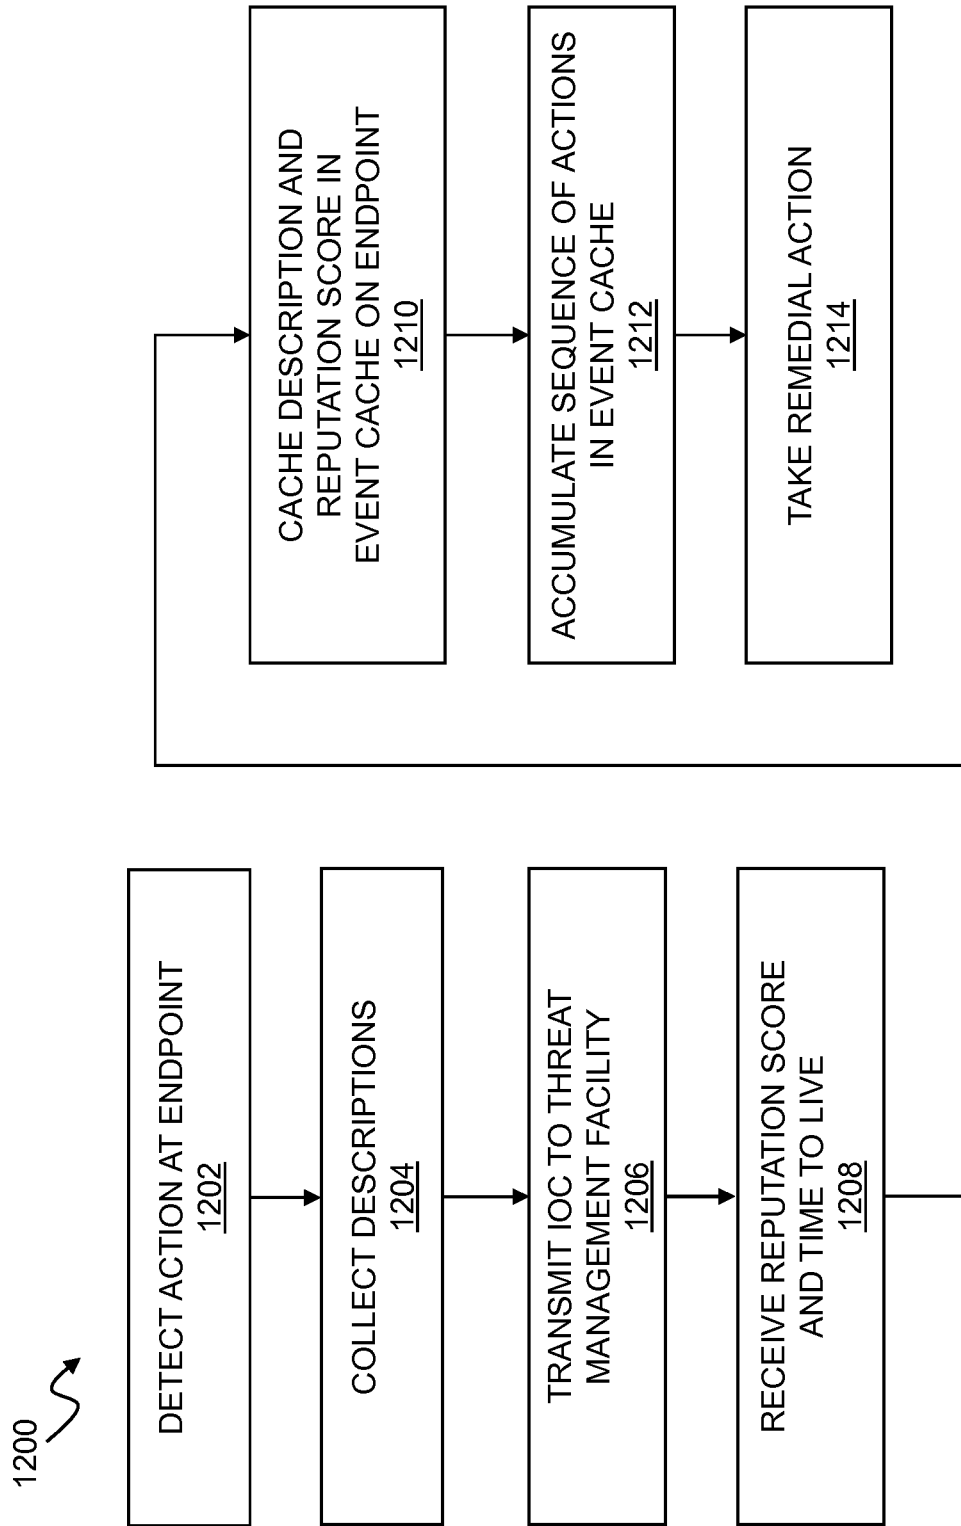 1200
DETECT ACTION AT ENDPOINT
1202
COLLECT DESCRIPTIONS
1204
TRANSMIT IOC TO THREAT
MANAGEMENT FACILITY
1206
RECEIVE REPUTATION SCORE
AND TIME TO LIVE
1208
CACHE DESCRIPTION AND
REPUTATION SCORE IN
EVENT CACHE ON ENDPOINT
1210
ACCUMULATE SEQUENCE OF ACTIONS
IN EVENT CACHE
1212
TAKE REMEDIAL ACTION
1214